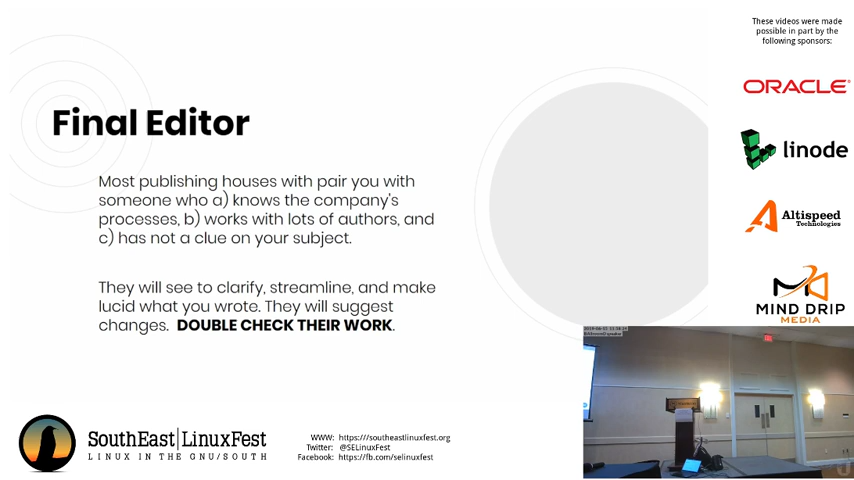 These videos were made
possible in part by the
following sponsors:
ORACLE
linode
Altispeed
Technologies
MIND DRIP
MEDIA
Final Editor
Most publishing houses with pair you with
someone who a) knows the company's
processes, b) works with lots of authors, and
c) has not a clue on your subject.
They will see to clarify, streamline, and make
lucid what you wrote. They will suggest
changes. DOUBLE CHECK THEIR WORK.
SouthEast|LinuxFest
LINUX IN THE GNU/SOUTH
WWW: https:///southeastlinuxfest.org
Twitter: @SELinuxFest
Facebook: https://fb.com/selinuxfest